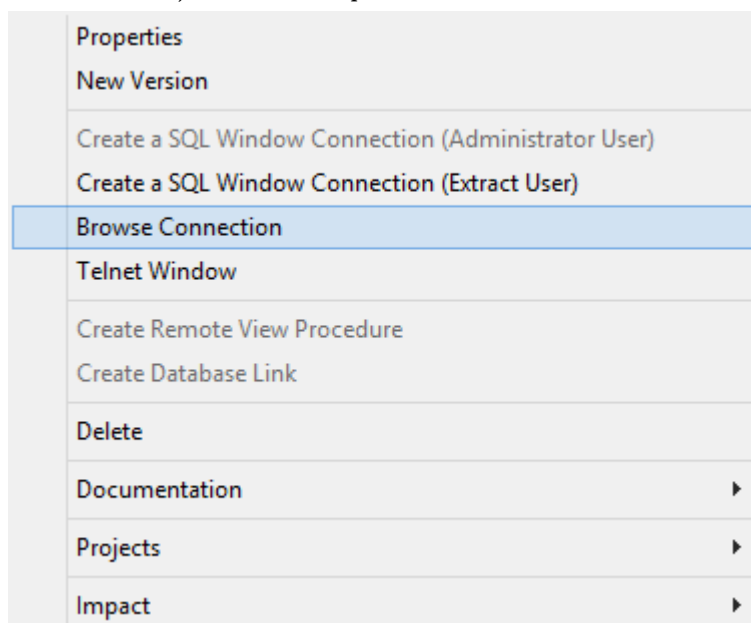 Properties
New Version
Create a SQL Window Connection (Administrator User)
Create a SQL Window Connection (Extract User)
Browse Connection
Telnet Window
Create Remote View Procedure
Create Database Link
Delete
Documentation
Projects
Impact